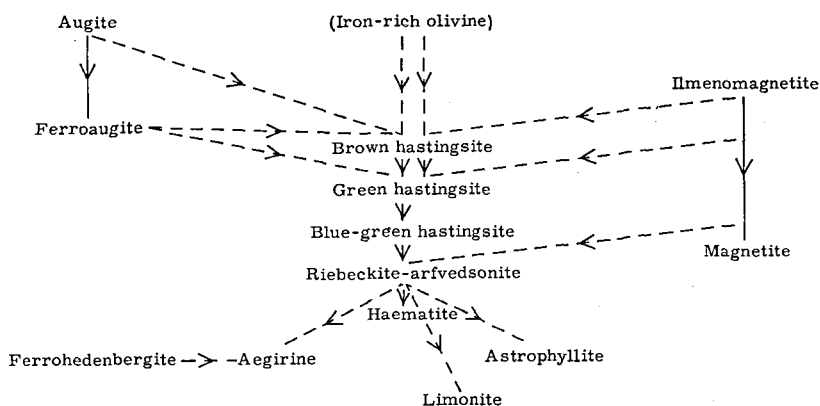 Augite
(Iron-rich olivine)
Ilmenomagnetite
Ferroaugite
Brown hastingsite
Green hastingsite
Blue-green hastingsite
Magnetite
Riebeckite-arfvedsonite
Haematite
Ferrohedenbergite
Aegirine
Astrophyllite
Limonite